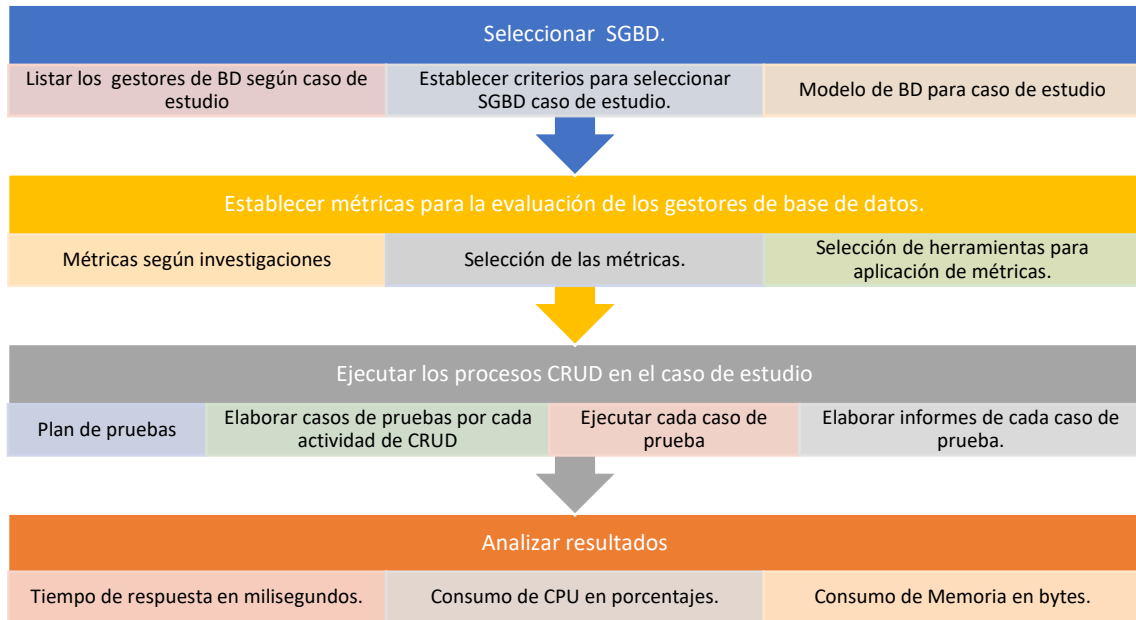 Seleccionar SGBD.
Listar los gestores de BD según caso de
estudio
Establecer criterios para seleccionar
SGBD caso de estudio.
Modelo de BD para caso de estudio
Establecer métricas para la evaluación de los gestores de base de datos.
Métricas según investigaciones
Selección de las métricas.
Selección de herramientas para
aplicación de métricas.
Ejecutar los procesos CRUD en el caso de estudio
Plan de pruebas
Elaborar casos de pruebas por cada
actividad de CRUD
Ejecutar cada caso de
prueba
Elaborar informes de cada caso de
prueba.
Analizar resultados
Tiempo de respuesta en milisegundos.
Consumo de CPU en porcentajes.
Consumo de Memoria en bytes.